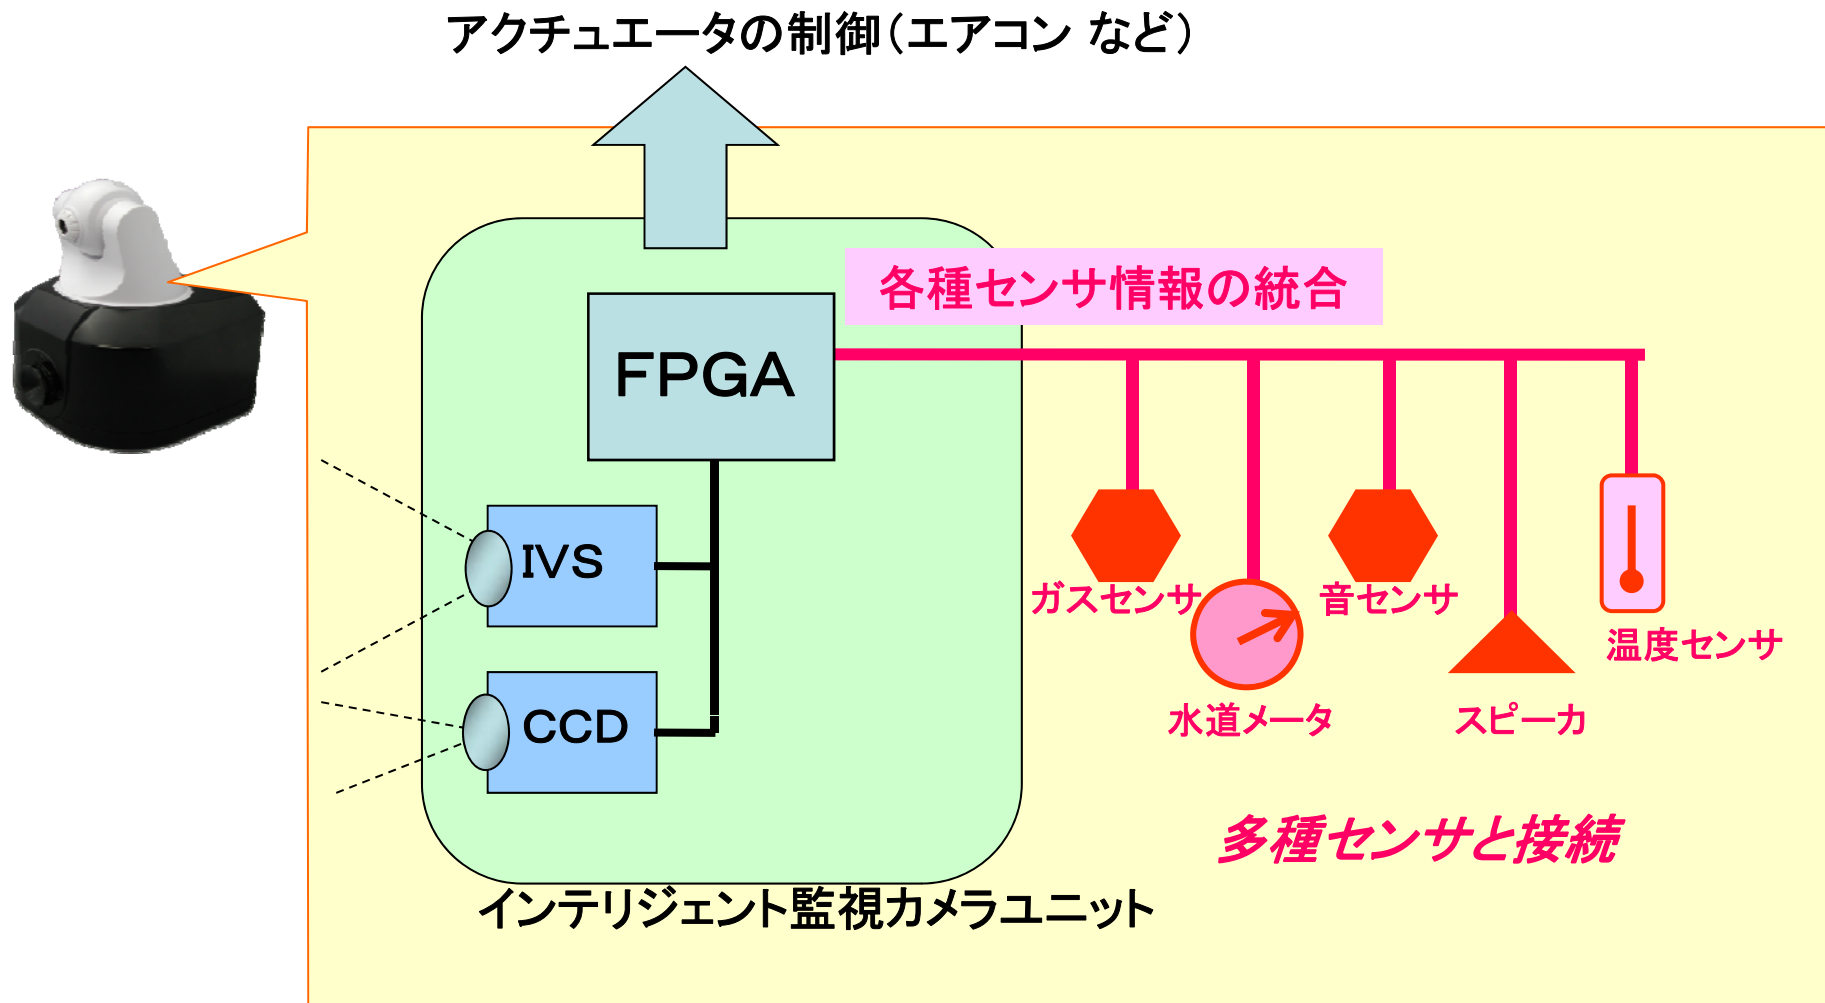 アクチュエータの制御（エアコン など）
各種センサ情報の統合
ＦＰＧＡ
ＩＶＳ
ＣＣＤ
ガスセンサ
音センサ
温度センサ
水道メータ
スピーカ
多種センサと接続
インテリジェント監視カメラユニット